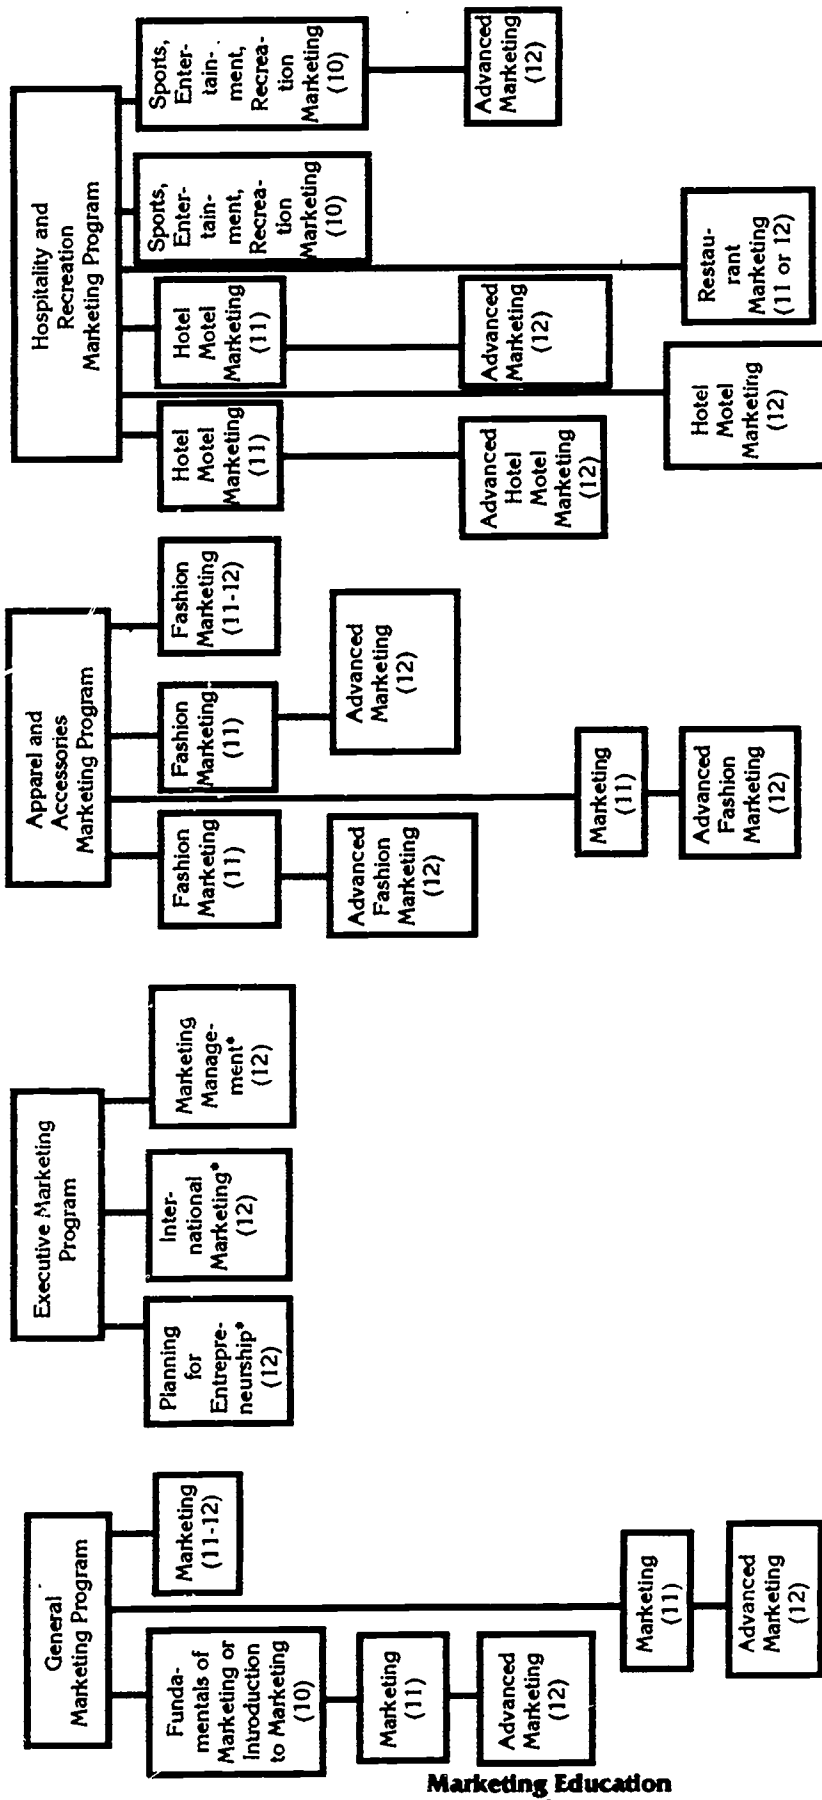 General
Marketing Program
Funda-
mentals of
Marketing or
Introduction
to Marketing
(10)
Marketing
(11)
Advanced
Marketing
(12)
Marketing
(11-12)
Marketing
(11)
Advanced
Marketing
(12)
Executive Marketing
Program
Planning
for
Entrepre-
neurship*
(12)
Inter-
national
Marketing*
(12)
Marketing
Manage-
ment*
(12)
Apparel and
Accessories
Marketing Program
Fashion
Marketing
(11)
Advanced
Fashion
Marketing
(12)
Fashion
Marketing
(11)
Advanced
Marketing
(12)
Fashion
Marketing
(11-12)
Marketing
(11)
Advanced
Fashion
Marketing
(12)
Hospitality and
Recreation
Marketing Program
Hotel
Motel
Marketing
(11)
Advanced
Hotel
Motel
Marketing
(12)
Hotel
Motel
Marketing
(11)
Advanced
Marketing
(12)
Hotel
Motel
Marketing
(12)
Sports,
Enter-
tain-
ment,
Recrea-
tion
Marketing
(10)
Restau-
rant
Marketing
(11 or 12)
Sports,
Enter-
tain-
ment,
Recrea-
tion
Marketing
(10)
Advanced
Marketing
(12)
Marketing Education